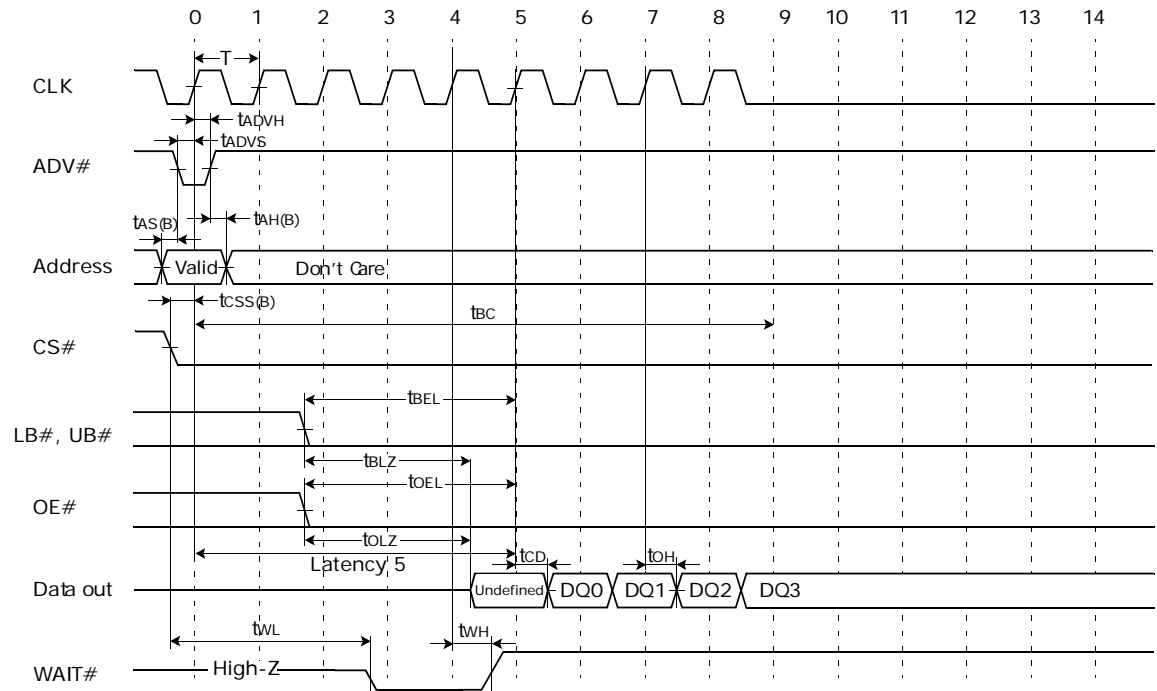 0 1 2 3 4 5 6 7 8 9 10 11 12 13 14
T
CLK
tADVH
tADVS
ADV#
tAS(B)
tAH(B)
Address
Valid
Don't Care
tCSS(B)
tBC
CS#
tBEL
LB#, UB#
tBLZ
tOEL
OE#
tOLZ
Latency 5
tCD
tOH
Data out
Undefined
DQ0
DQ1
DQ2
DQ3
tWL
tWH
WAIT#
High-Z